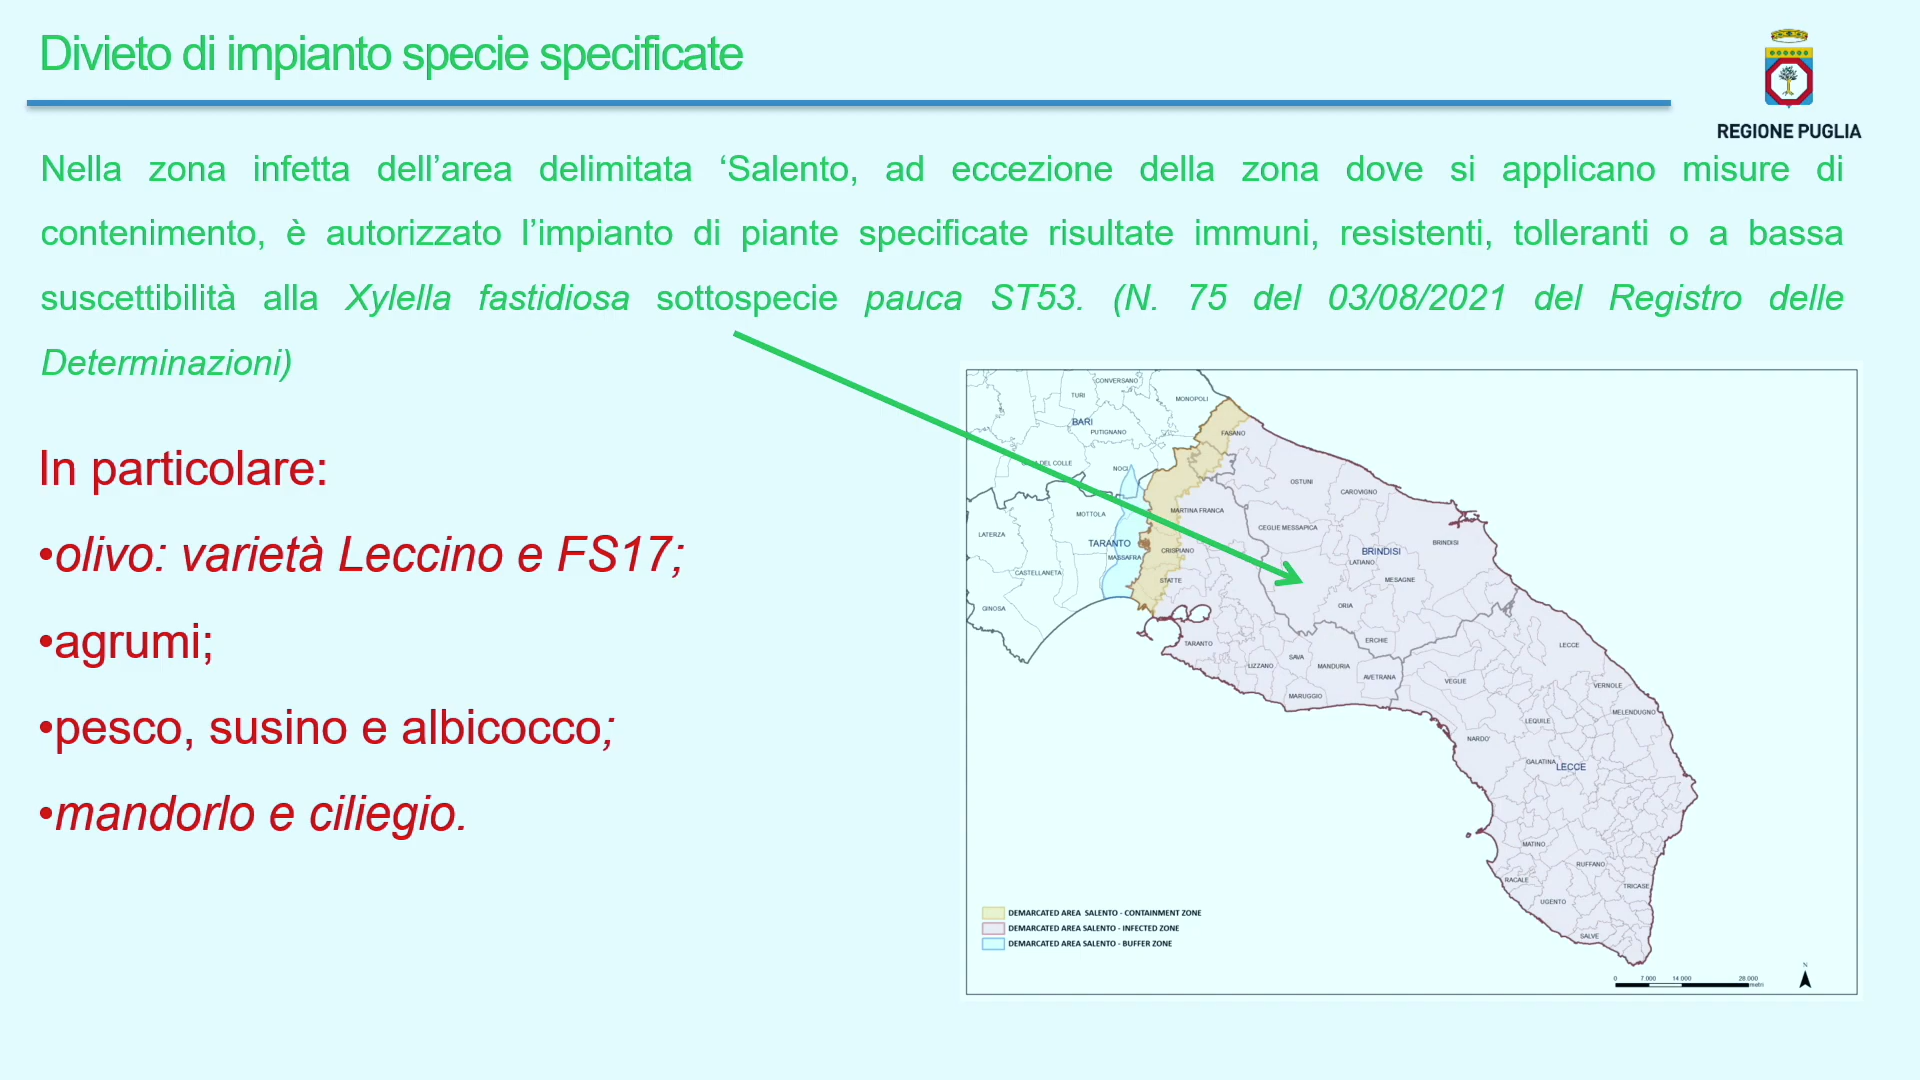 Divieto di impianto specie specificate
REGIONE PUGLIA
Nella zona infetta dell’area delimitata ‘Salento, ad eccezione della zona dove si applicano misure di
contenimento, è autorizzato l’impianto di piante specificate risultate immuni, resistenti, tolleranti o a bassa
suscettibilità alla Xylella fastidiosa sottospecie pauca ST53. (N. 75 del 03/08/2021 del Registro delle
Determinazioni)
In particolare:
•olivo: varietà Leccino e FS17;
•agrumi;
•pesco, susino e albicocco;
•mandorlo e ciliegio.
CONVERSANO
TURI
MONOPOLI
BARI
PUTIGNANO
FASANO
DEL COLLE
NOCI
OSTUNI
CAROVIGNO
MARTINA FRANCA
MOTTOLA
CEGLIE MESSAPICA
LATERZA
TARANTO
BRINDISI
CRISPIANO
BRINDISI
MASSAFRA
LATIANO
CASTELLANETA
STATTE
MESAGNE
GINOSA
ORIA
TARANTO
ERCHIE
LECCE
SAVA
LIZZANO
MANDURIA
AVETRANA
VEGLIE
VERNOLE
MARUGGIO
MELENDUGNO
LEQUILE
NARDO'
GALATINA
LECCE
MATINO
RUFFANO
RACALE
TRICASE
UGENTO
SALVE
DEMARCATED AREA SALENTO - CONTAINMENT ZONE
DEMARCATED AREA SALENTO - INFECTED ZONE
DEMARCATED AREA SALENTO - BUFFER ZONE
N
0 7 000 14 000 28 000
metri